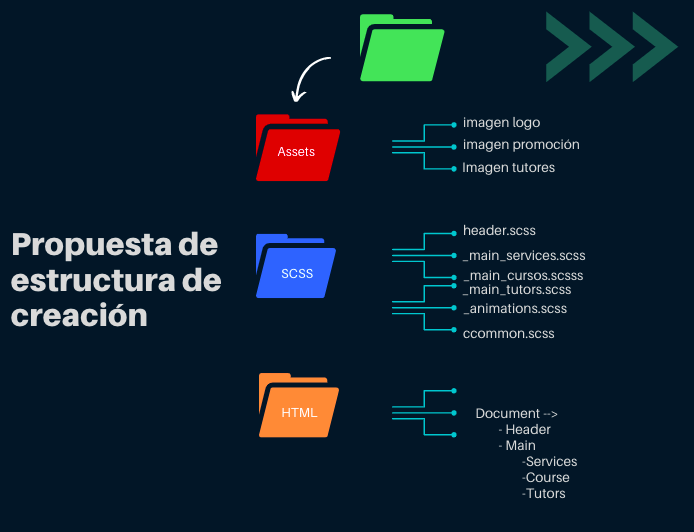 Propuesta de
estructura de
creación
Assets
imagen logo
imagen promoción
Imagen tutores
SCSS
header.scss
_main_services.scss
_main_cursos.scsss
_main_tutors.scss
_animations.scss
ccommon.scss
HTML
Document -->
- Header
- Main
-Services
-Course
-Tutors